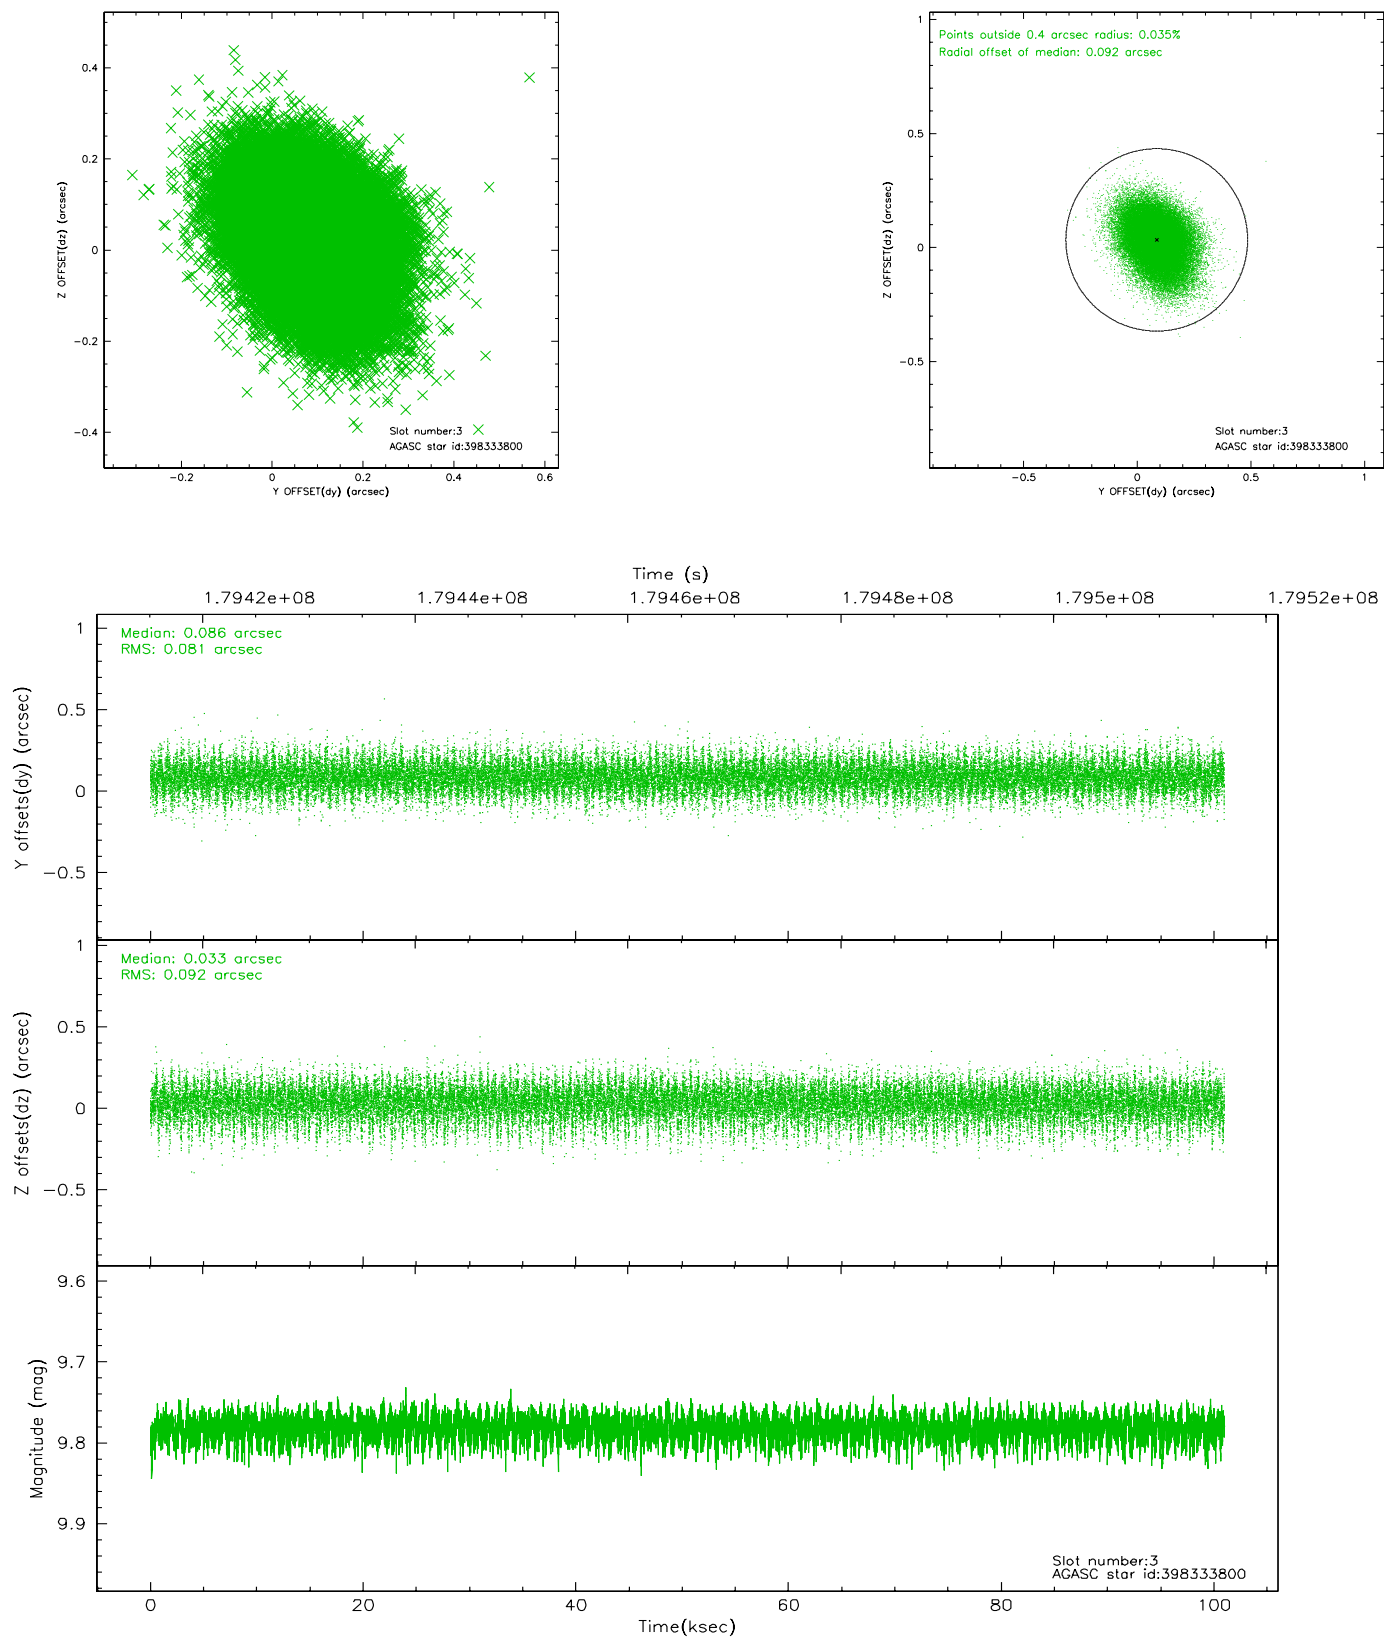 0.4
0.2
0
-0.2
-0.4
Z OFFSET(dz) (arcsec)
-0.2 0 0.2 0.4 0.6
Y OFFSET(dy) (arcsec)
Slot number:3
AGASC star id:398333800
Points outside 0.4 arcsec radius: 0.035%
Radial offset of median: 0.092 arcsec
1
0.5
0
-0.5
Z OFFSET(dz) (arcsec)
-0.5 0 0.5 1
Y OFFSET(dy) (arcsec)
Slot number:3
AGASC star id:398333800
Time (s)
1.7942e+08 1.7944e+08 1.7946e+08 1.7948e+08 1.795e+08 1.7952e+08
Median: 0.086 arcsec
RMS: 0.081 arcsec
1
0.5
0
-0.5
Y offsets(dy) (arcsec)
Median: 0.033 arcsec
RMS: 0.092 arcsec
1
0.5
0
-0.5
Z offsets(dz) (arcsec)
9.6
9.7
9.8
9.9
Magnitude (mag)
Slot number:3
AGASC star id:398333800
0 20 40 60 80 100
Time(ksec)